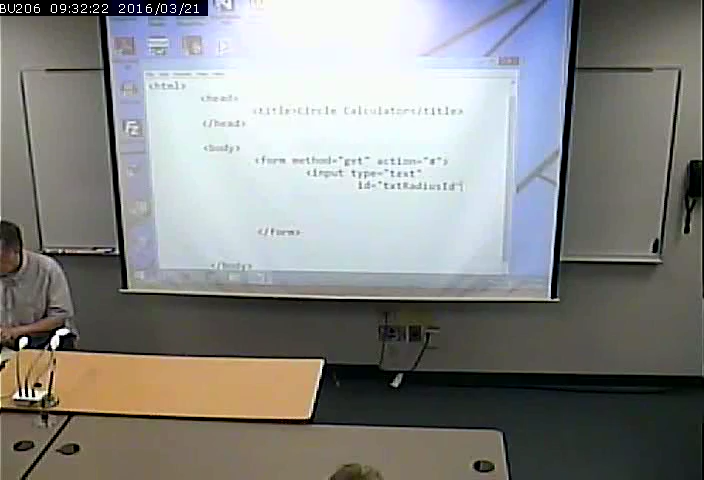 BU206 09:32:22 2016/03/21
<html>
<head>
<title>Circle Calculator</title>
</head>
<body>
<form method="get" action="#">
<input type="text"
id="txtRadiusId"
</form>
</body>